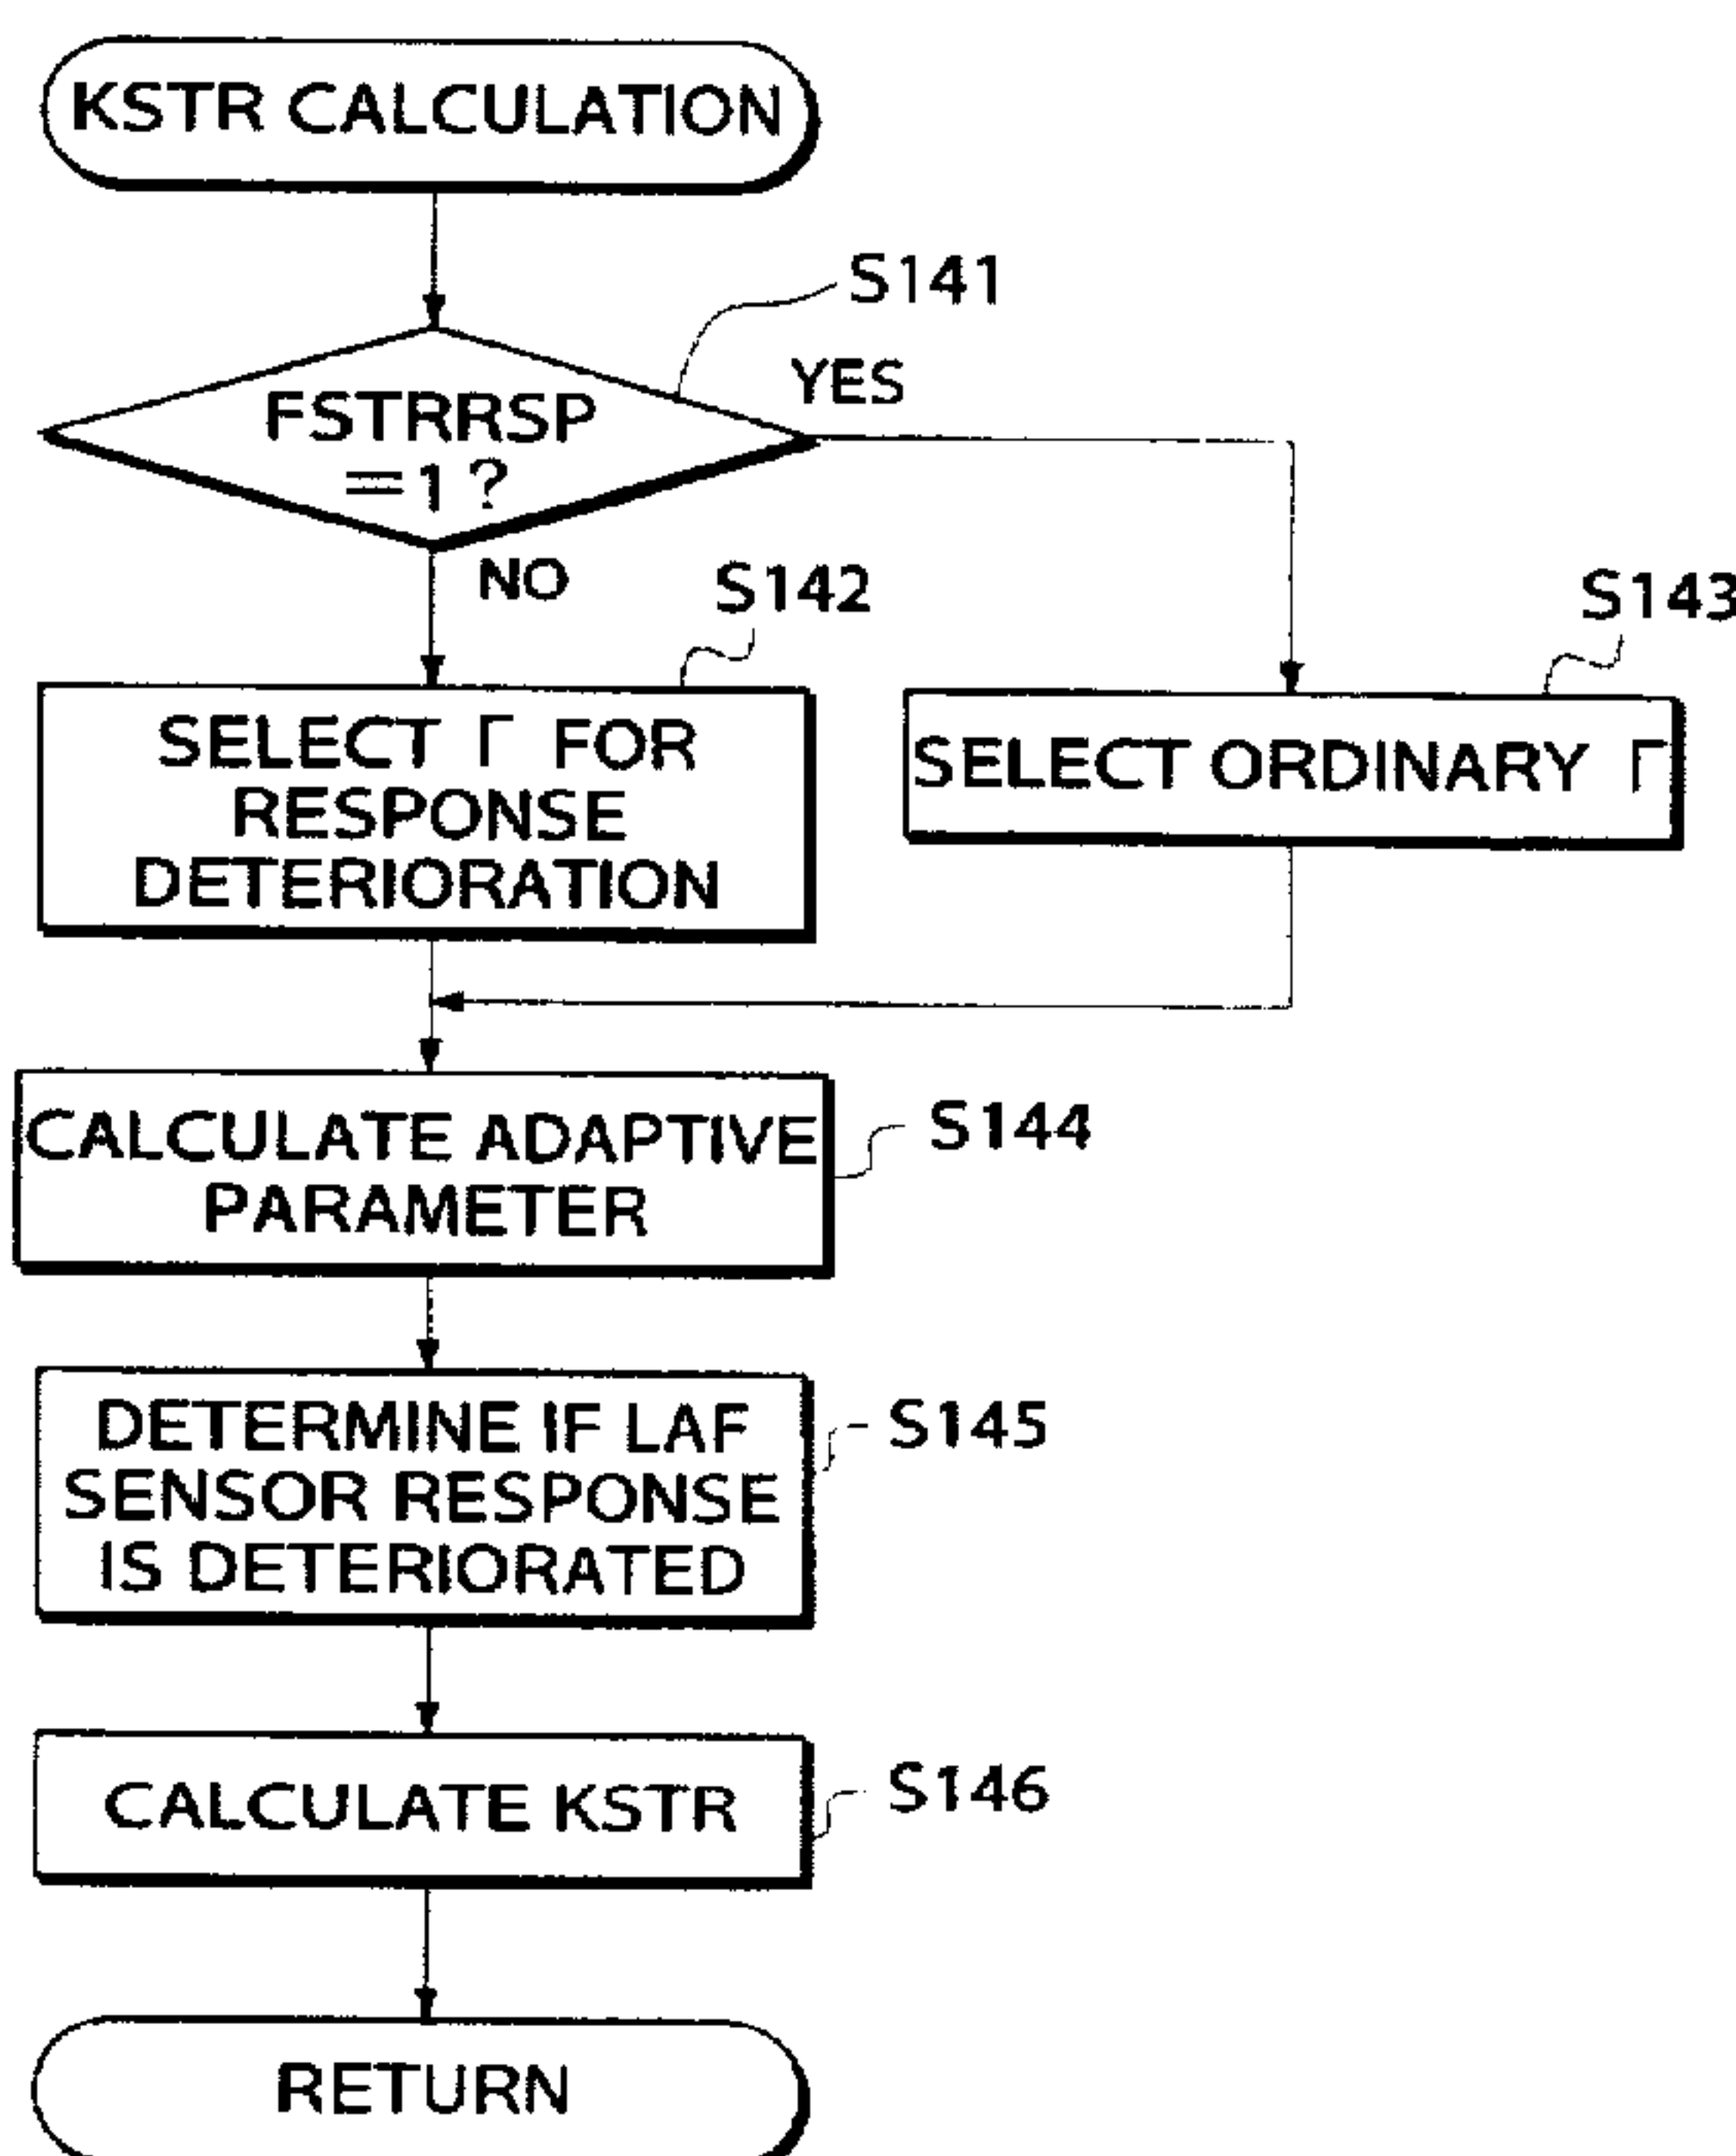 KSTR CALCULATION
S141
FSTRRSP
=1 ?
YES
NO
S142
SELECT Γ FOR
RESPONSE
DETERIORATION
S143
SELECT ORDINARY Γ
CALCULATE ADAPTIVE
PARAMETER
S144
DETERMINE IF LAF
SENSOR RESPONSE
IS DETERIORATED
S145
CALCULATE KSTR
S146
RETURN